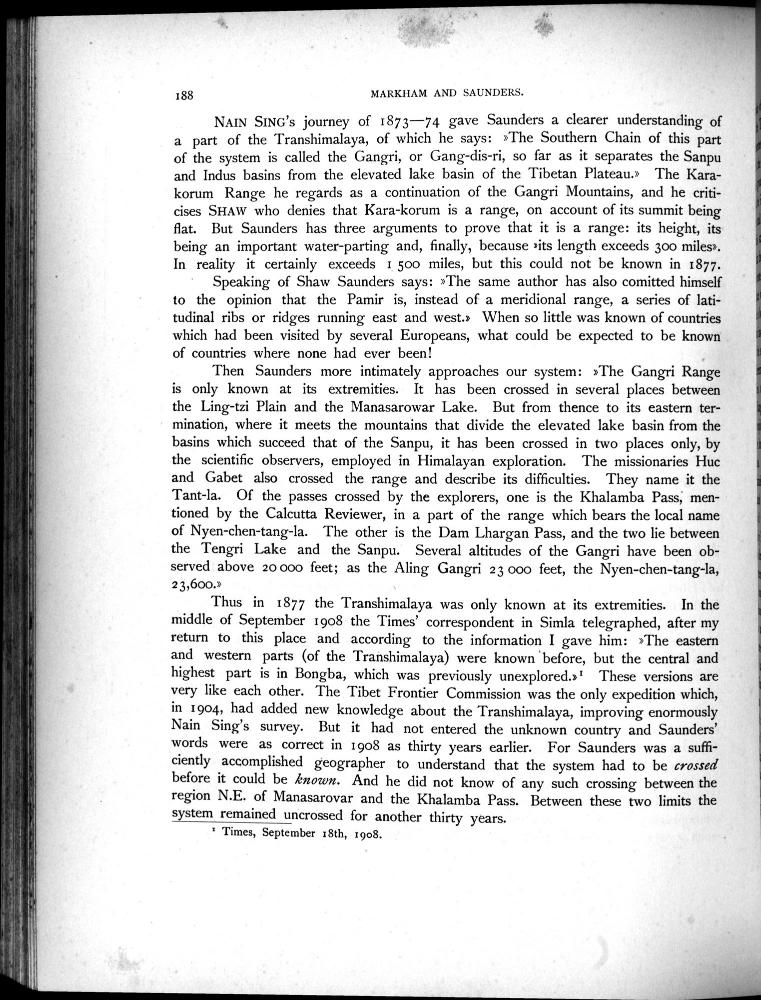 188 MARKHAM AND SAUNDERS.
NAIN SING's journey of 1873—74 gave Saunders a clearer understanding of
a part of the Transhimalaya, of which he says: »The Southern Chain of this part
of the system is called the Gangri, or Gang-dis-ri, so far as it separates the Sanpu
and Indus basins from the elevated lake basin of the Tibetan Plateau.» The Kara-
korum Range he regards as a continuation of the Gangri Mountains, and he criti-
cises SHAW who denies that Kara-korum is a range, on account of its summit being
flat. But Saunders has three arguments to prove that it is a range: its height, its
being an important water-parting and, finally, because »its length exceeds 300 miles».
In reality it certainly exceeds 1 500 miles, but this could not be known in 1877.
Speaking of Shaw Saunders says: »The same author has also comitted himself
to the opinion that the Pamir is, instead of a meridional range, a series of lati-
tudinal ribs or ridges running east and west.» When so little was known of countries
which had been visited by several Europeans, what could be expected to be known
of countries where none had ever been!
Then Saunders more intimately approaches our system: »The Gangri Range
is only known at its extremities. It has been crossed in several places between
the Ling-tzi Plain and the Manasarowar Lake. But from thence to its eastern ter-
mination, where it meets the mountains that divide the elevated lake basin from the
basins which succeed that of the Sanpu, it has been crossed in two places only, by
the scientific observers, employed in Himalayan exploration. The missionaries Huc
and Gabet also crossed the range and describe its difficulties. They name it the
Tant-la. Of the passes crossed by the explorers, one is the Khalamba Pass, men-
tioned by the Calcutta Reviewer, in a part of the range which bears the local name
of Nyen-chen-tang-la. The other is the Dam Lhargan Pass, and the two lie between
the Tengri Lake and the Sanpu. Several altitudes of the Gangri have been ob-
served above 20 000 feet; as the Aling Gangri 23 000 feet, the Nyen-chen-tang-la,
23,600.»
Thus in 1877 the Transhimalaya was only known at its extremities. In the
middle of September 1908 the Times' correspondent in Simla telegraphed, after my
return to this place and according to the information I gave him: »The eastern
and western parts (of the Transhimalaya) were known before, but the central and
highest part is in Bongba, which was previously unexplored.»¹ These versions are
very like each other. The Tibet Frontier Commission was the only expedition which,
in 1904, had added new knowledge about the Transhimalaya, improving enormously
Nain Sing's survey. But it had not entered the unknown country and Saunders'
words were as correct in 1908 as thirty years earlier. For Saunders was a suffi-
ciently accomplished geographer to understand that the system had to be crossed
before it could be known. And he did not know of any such crossing between the
region N.E. of Manasarovar and the Khalamba Pass. Between these two limits the
system remained uncrossed for another thirty years.
¹ Times, September 18th, 1908.